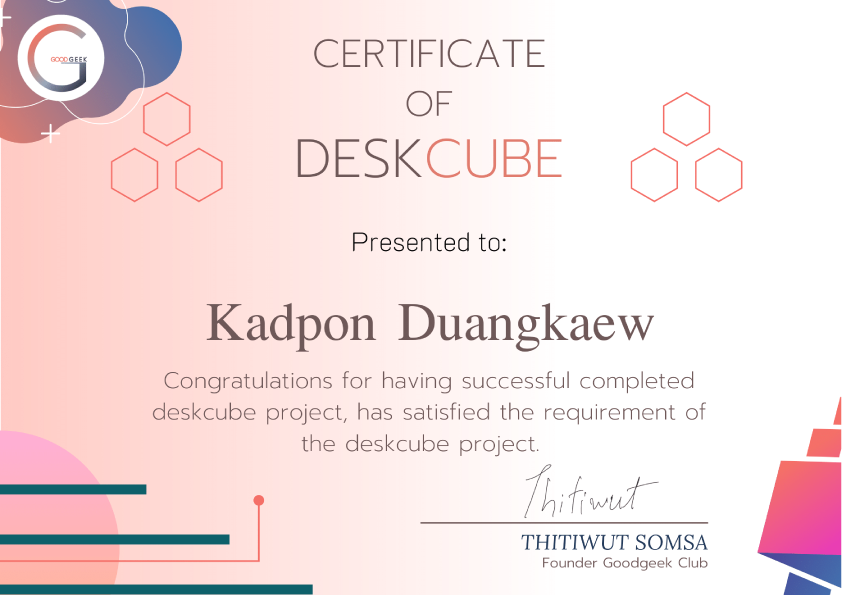 GOODGEEK
CERTIFICATE
OF
DESKCUBE
Presented to:
Kadpon Duangkaew
Congratulations for having successful completed
deskcube project, has satisfied the requirement of
the deskcube project.
Thitiwut
THITIWUT SOMSA
Founder Goodgeek Club